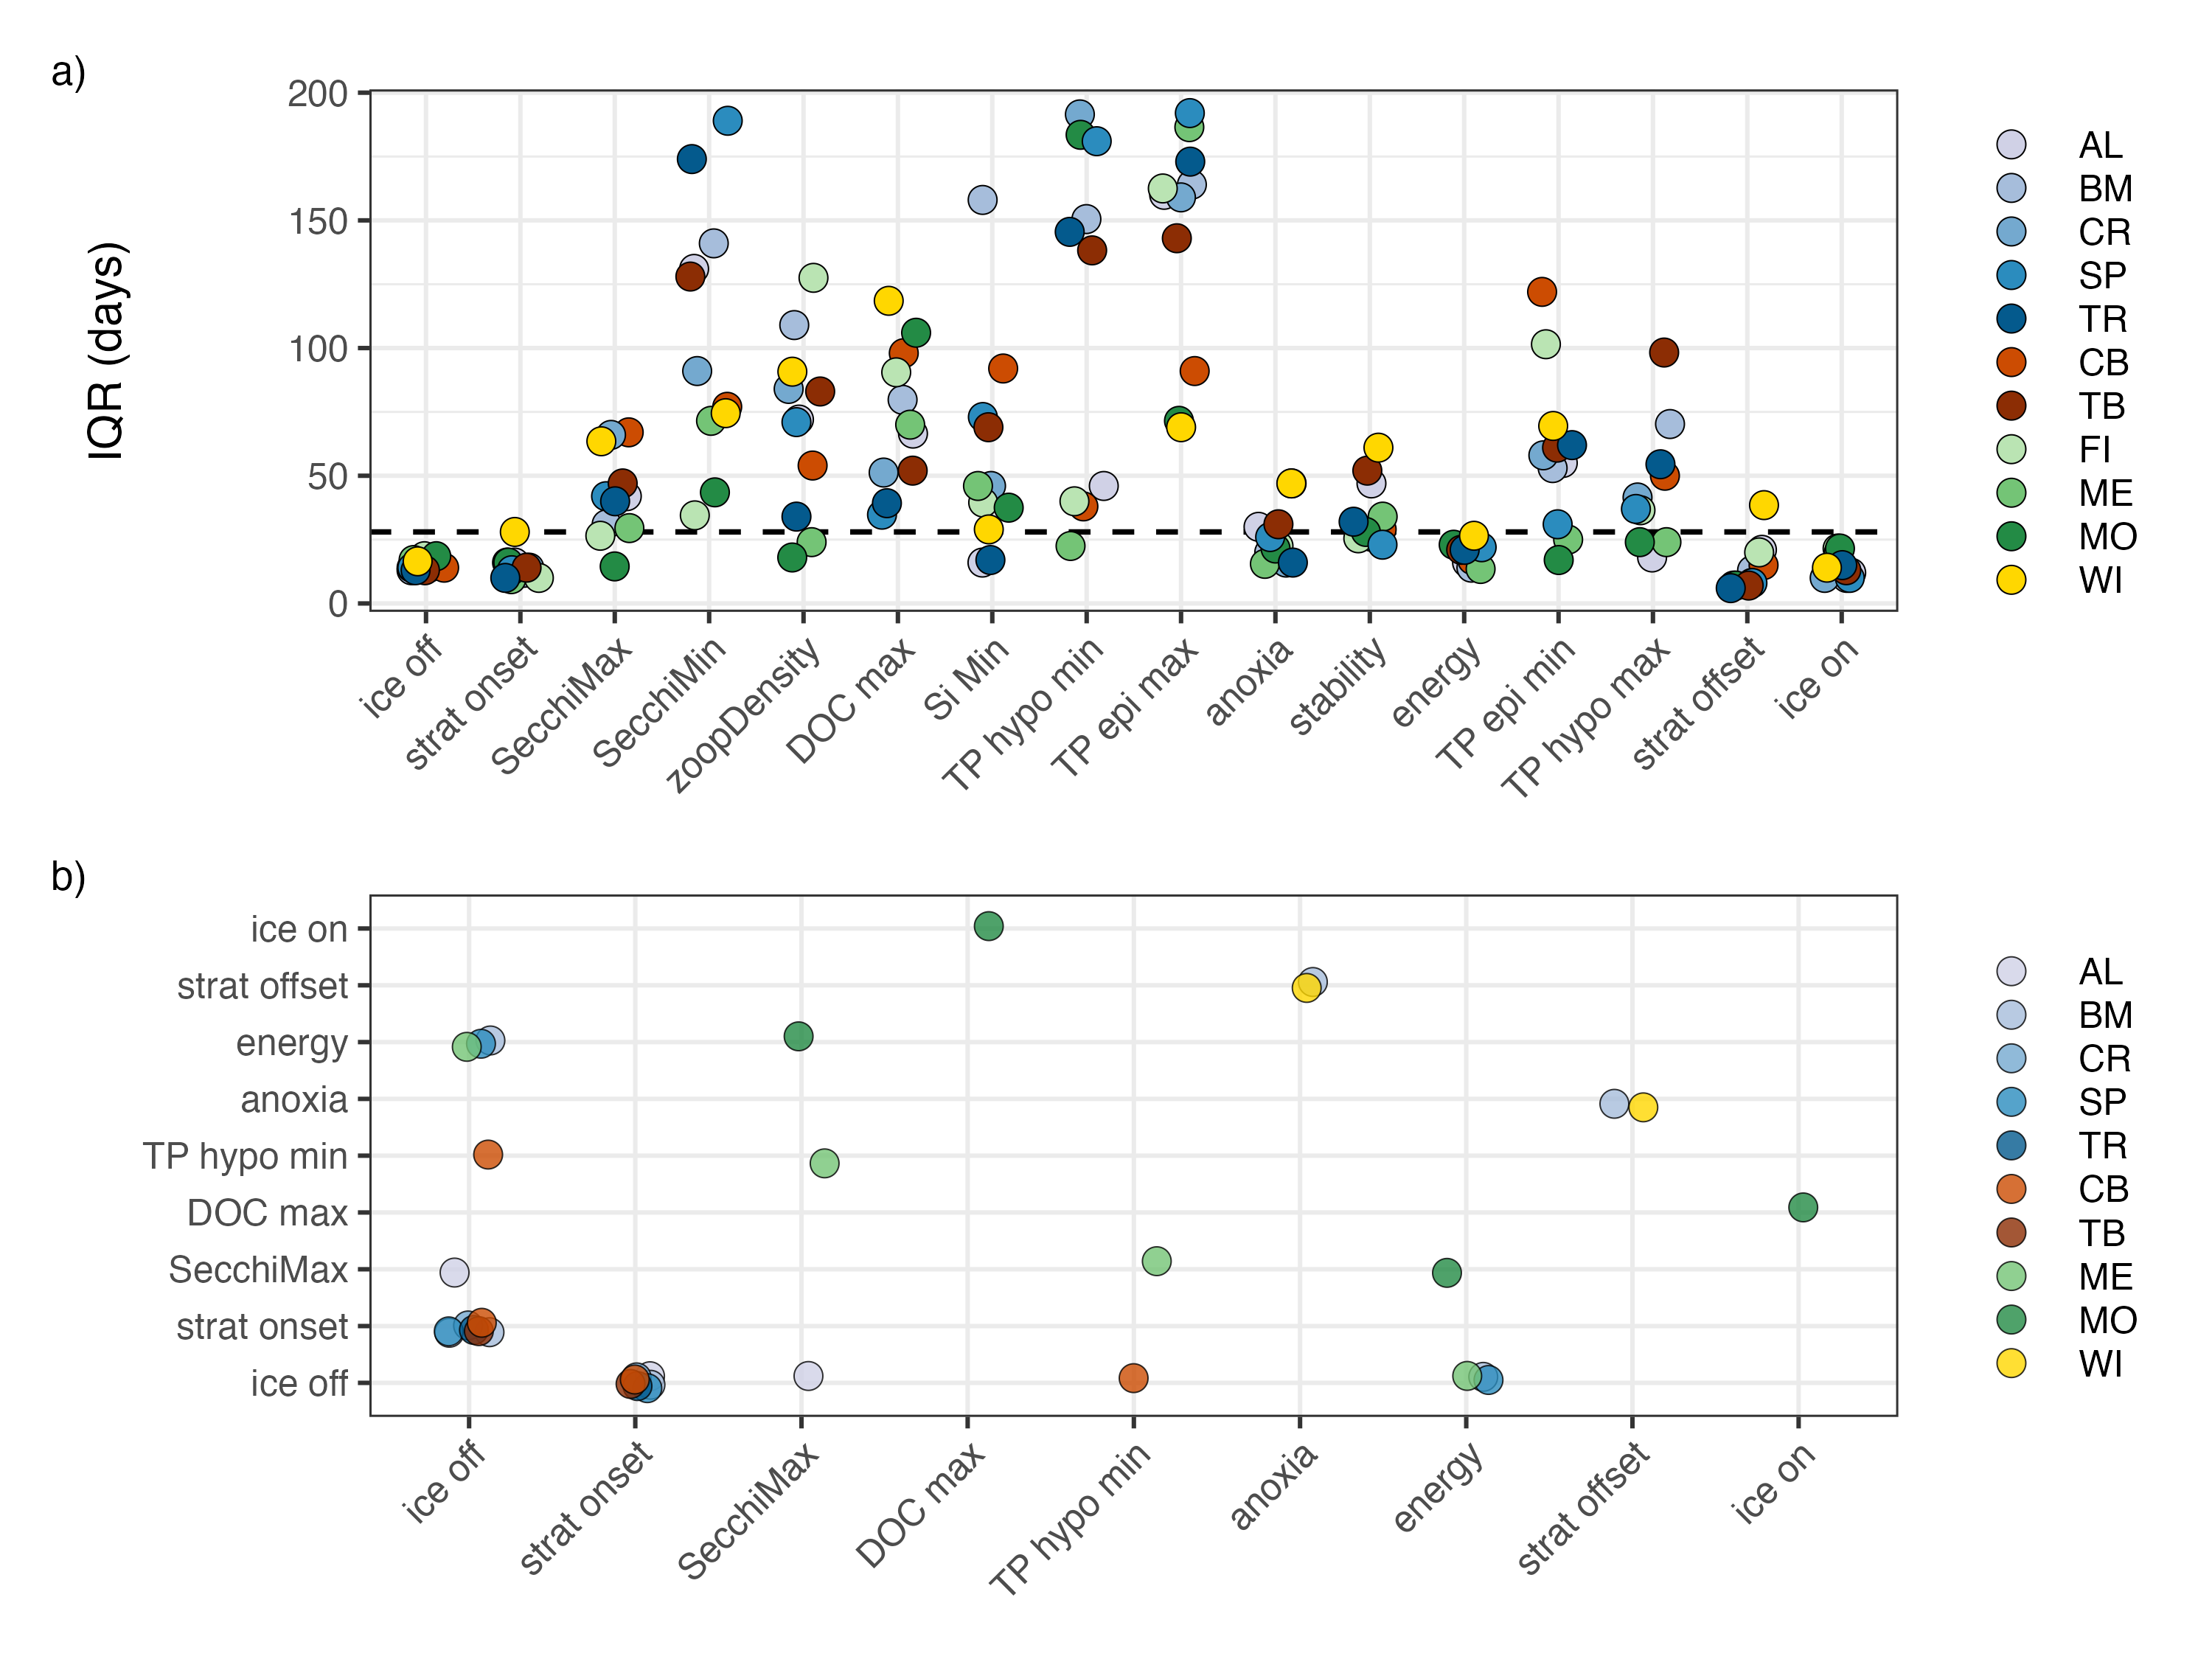 a)
IQR (days)
200
150
100
50
0
ice off
strat onset
SecchiMax
SecchiMin
zoopDensity
DOC max
Si Min
TP hypo min
TP epi max
anoxia
stability
energy
TP epi min
TP hypo max
strat offset
ice on
AL
BM
CR
SP
TR
CB
TB
FI
ME
MO
WI
b)
ice on
strat offset
energy
anoxia
TP hypo min
DOC max
SecchiMax
strat onset
ice off
ice off
strat onset
SecchiMax
DOC max
TP hypo min
anoxia
energy
strat offset
ice on
AL
BM
CR
SP
TR
CB
TB
ME
MO
WI